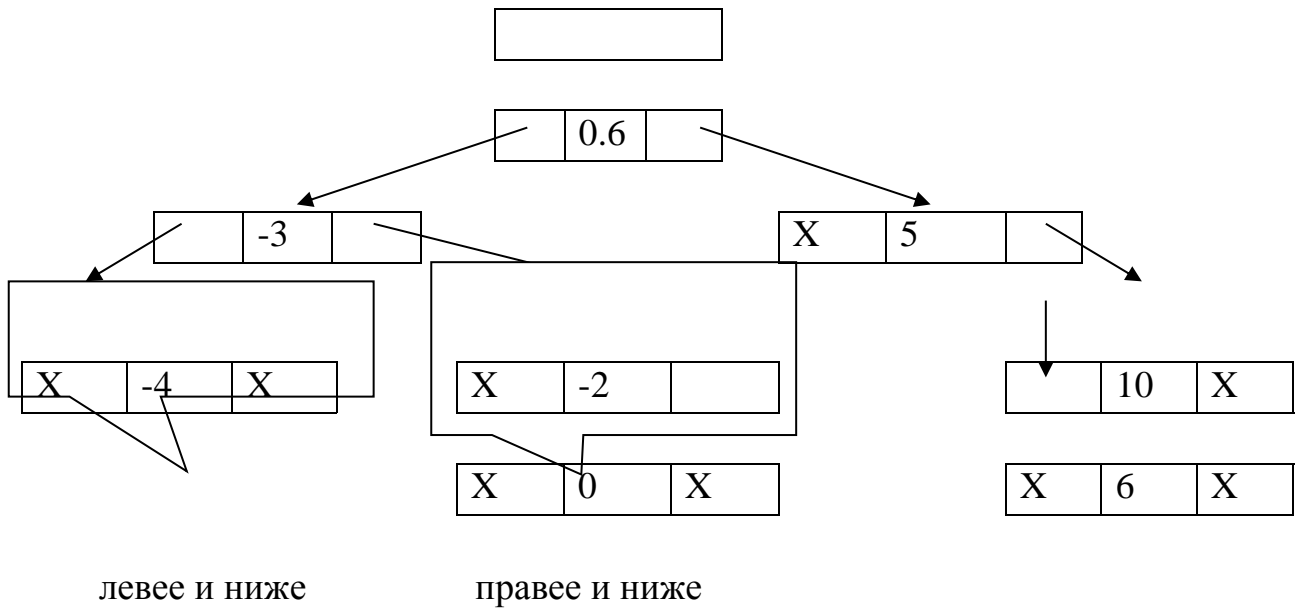 0.6
-3 X 5
X -4 X X -2 10 X
X 0 X X 6 X
левее и ниже правее и ниже